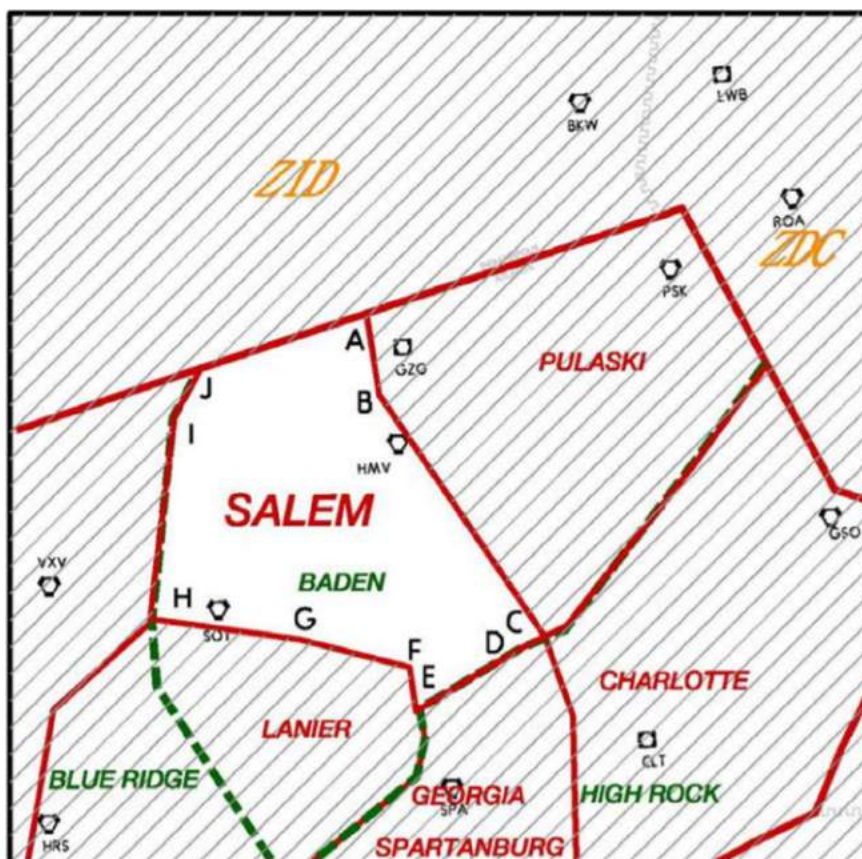 LWB
BKW
ZID
ROA
ZDC
PSK
A
GZG
PULASKI
J
B
I
HMV
SALEM
GSO
VXV
BADEN
H
SOT
G
C
D
F
E
CHARLOTTE
LANIER
CLT
BLUE RIDGE
GEORGIA
HIGH ROCK
SPA
HRS
SPARTANBURG